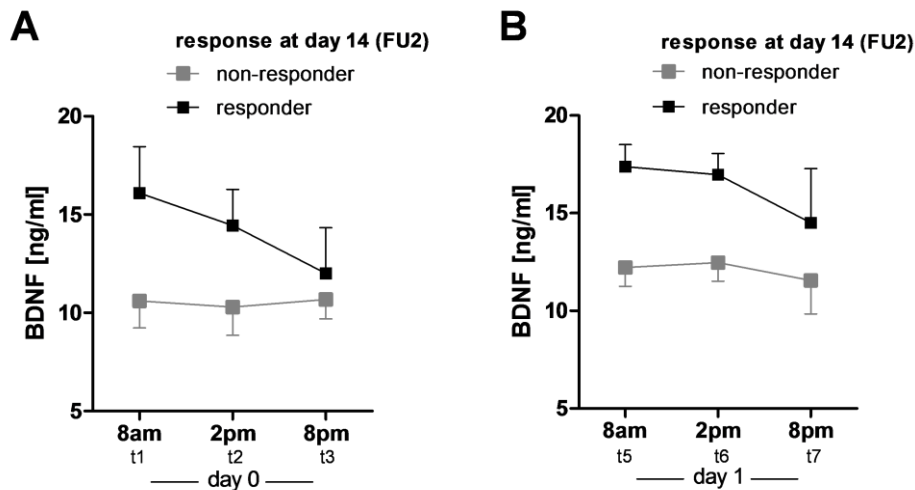 A
response at day 14 (FU2)
non-responder
responder
BDNF [ng/ml]
20
15
10
5
8am 2pm 8pm
t1 t2 t3
day 0
B
response at day 14 (FU2)
non-responder
responder
BDNF [ng/ml]
20
15
10
5
8am 2pm 8pm
t5 t6 t7
day 1